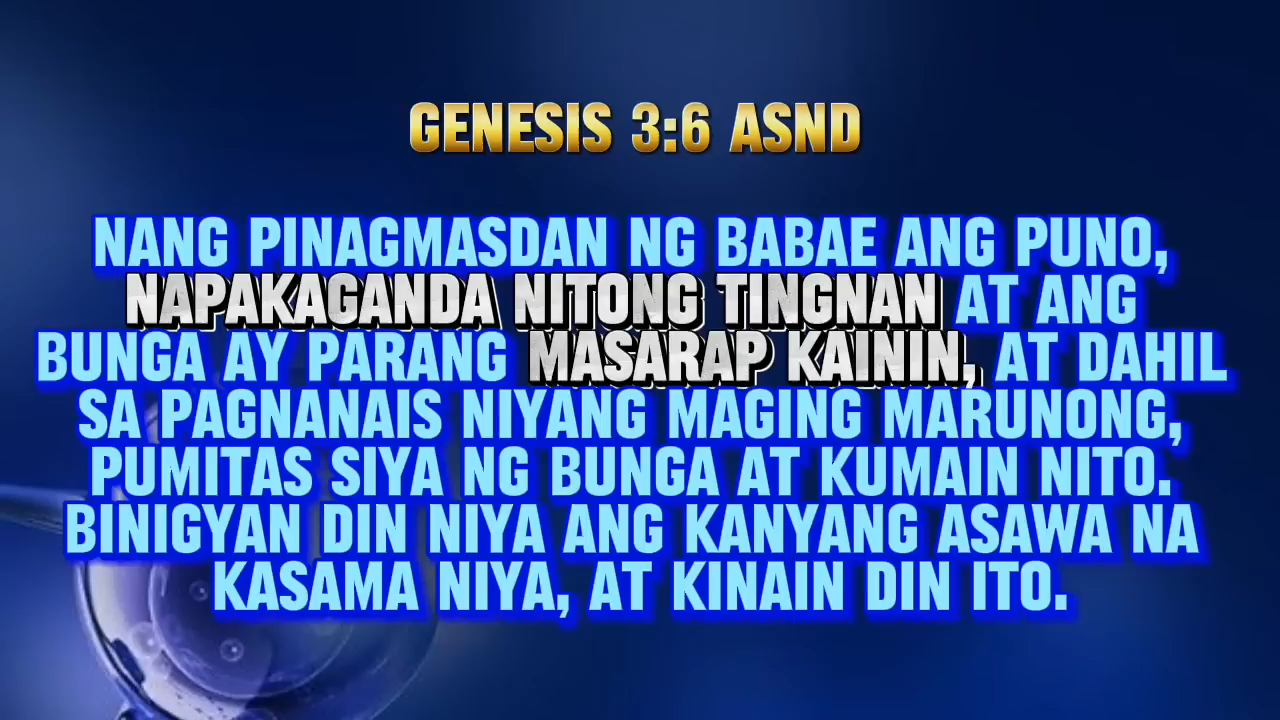 GENESIS 3:6 ASND
NANG PINAGMASDAN NG BABAE ANG PUNO,
NAPAKAGANDA NITONG TINGNAN AT ANG
BUNGA AY PARANG MASARAP KAININ, AT DAHIL
SA PAGNANAIS NIYANG MAGING MARUNONG,
PUMITAS SIYA NG BUNGA AT KUMAIN NITO.
BINIGYAN DIN NIYA ANG KANYANG ASAWA NA
KASAMA NIYA, AT KINAIN DIN ITO.